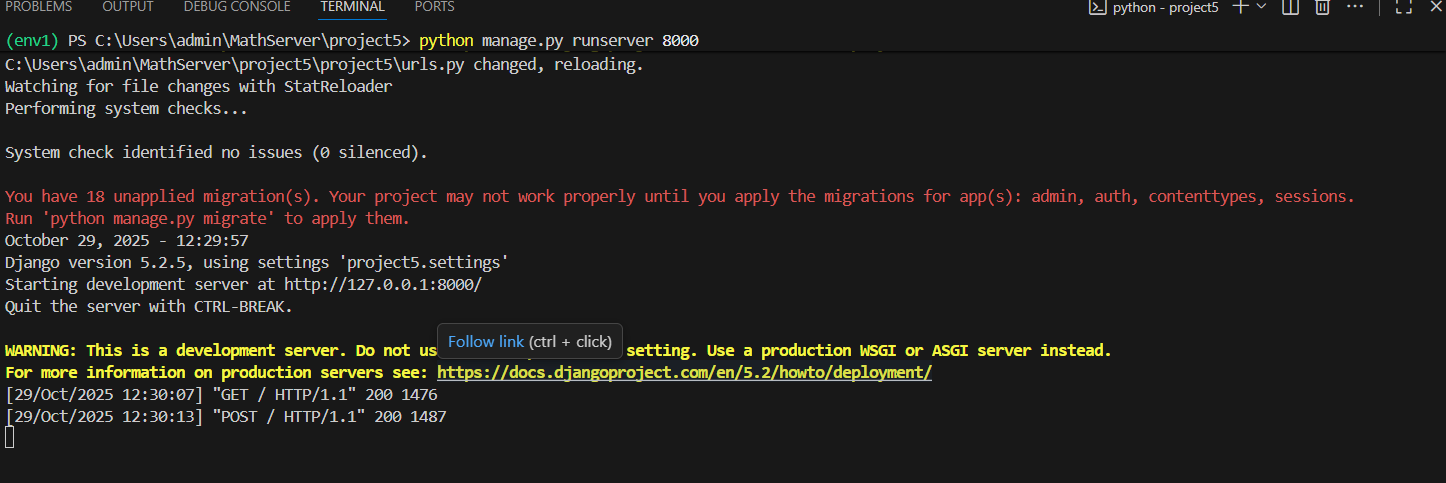 PROBLEMS OUTPUT DEBUG CONSOLE TERMINAL PORTS python - project5
(env1) PS C:\Users\admin\MathServer\project5> python manage.py runserver 8000
C:\Users\admin\MathServer\project5\project5\urls.py changed, reloading.
Watching for file changes with StatReloader
Performing system checks...
System check identified no issues (0 silenced).
You have 18 unapplied migration(s). Your project may not work properly until you apply the migrations for app(s): admin, auth, contenttypes, sessions.
Run 'python manage.py migrate' to apply them.
October 29, 2025 - 12:29:57
Django version 5.2.5, using settings 'project5.settings'
Starting development server at http://127.0.0.1:8000/
Quit the server with CTRL-BREAK.
Follow link (ctrl + click)
WARNING: This is a development server. Do not us setting. Use a production WSGI or ASGI server instead.
For more information on production servers see: https://docs.djangoproject.com/en/5.2/howto/deployment/
[29/Oct/2025 12:30:07] "GET / HTTP/1.1" 200 1476
[29/Oct/2025 12:30:13] "POST / HTTP/1.1" 200 1487